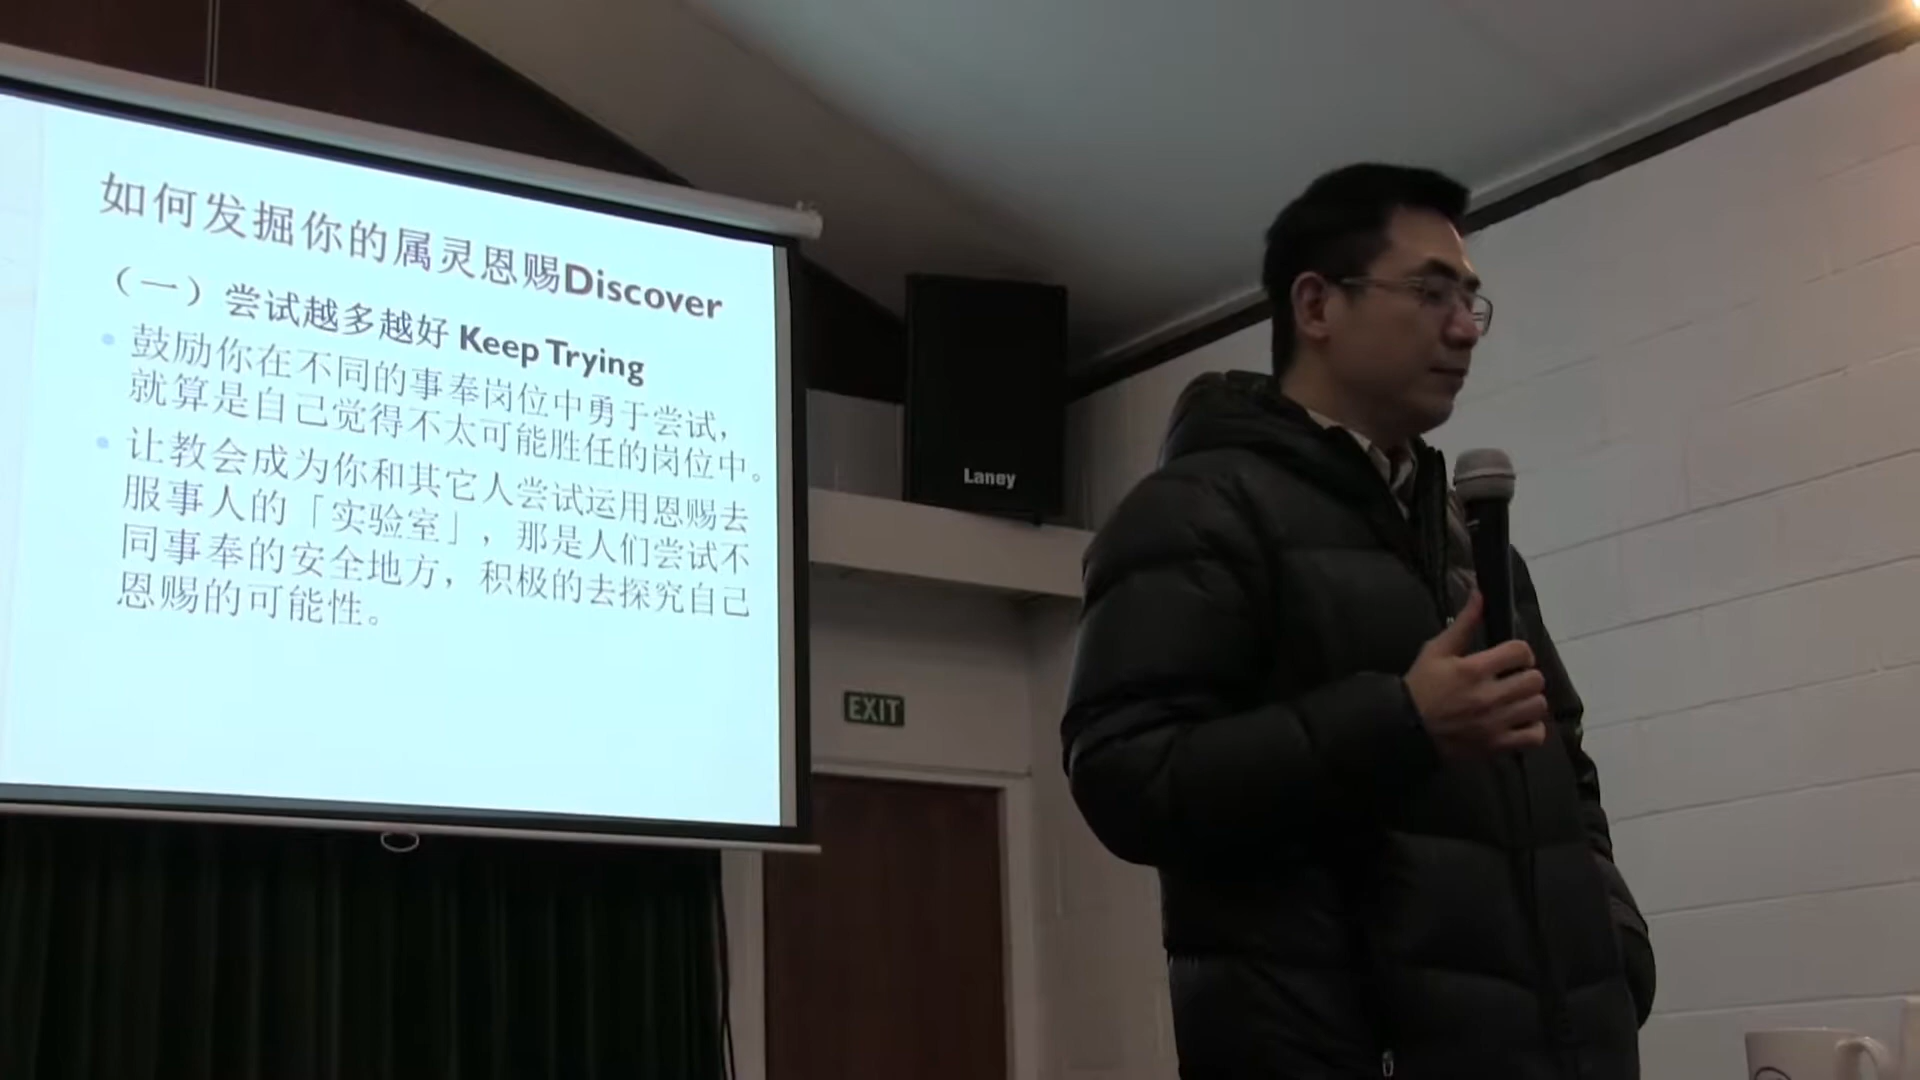 如何发掘你的属灵恩赐Discover
（一）尝试越多越好 Keep Trying
鼓励你在不同的事奉岗位中勇于尝试，
就算是自己觉得不太可能胜任的岗位中。
让教会成为你和其它人尝试运用恩赐去
服事人的「实验室」，那是人们尝试不
同事奉的安全地方，积极的去探究自己
恩赐的可能性。
Laney
EXIT